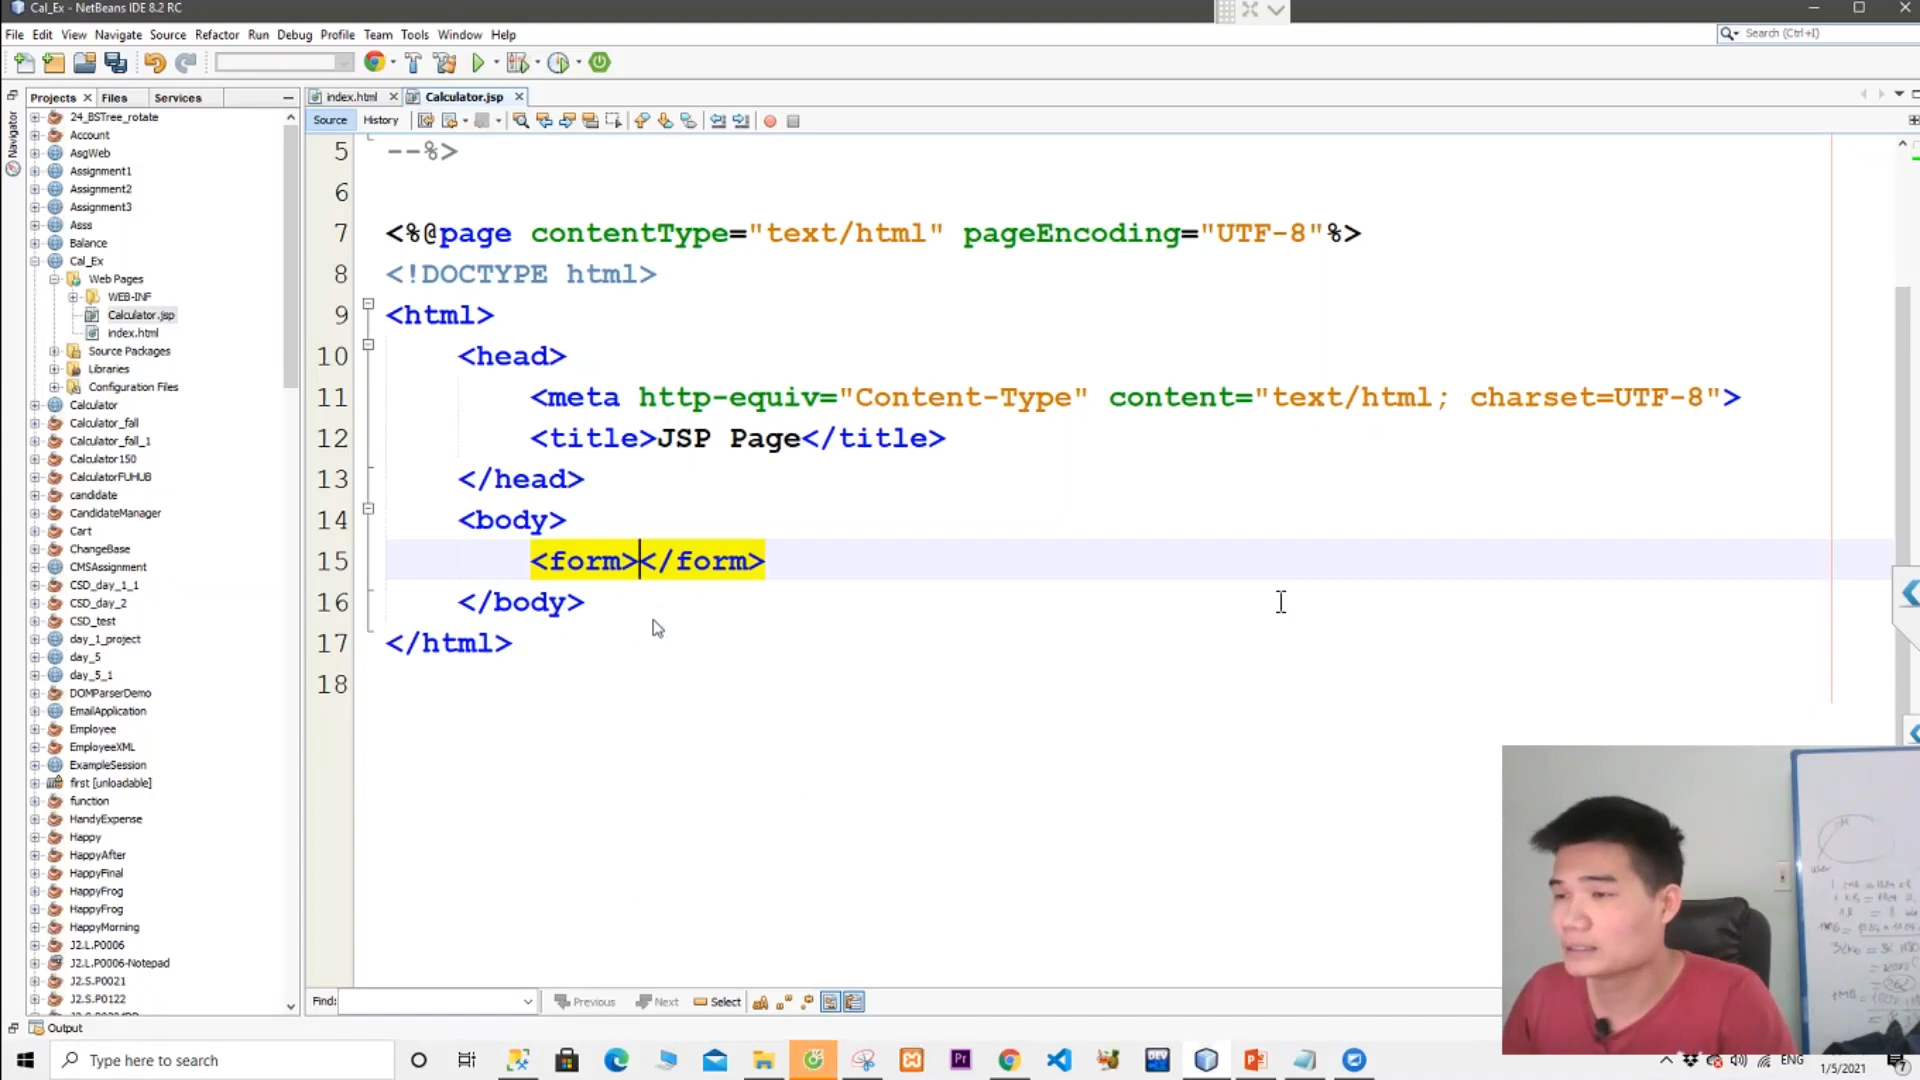 Cal_Ex - NetBeans IDE 8.2 RC
File Edit View Navigate Source Refactor Run Debug Profile Team Tools Window Help
Search (Ctrl+I)
Projects Files Services
index.html Calculator.jsp
Source History
Navigator
24_BSTree_rotate
Account
AsgWeb
Assignment1
Assignment2
Assignment3
Asss
Balance
Cal_Ex
Web Pages
WEB-INF
Calculator.jsp
index.html
Source Packages
Libraries
Configuration Files
Calculator
Calculator_fall
Calculator_fall_1
Calculator150
CalculatorFUHUB
candidate
CandidateManager
Cart
ChangeBase
CMSAssignment
CSD_day_1_1
CSD_day_2
CSD_test
day_1_project
day_5
day_5_1
DOMParserDemo
EmailApplication
Employee
EmployeeXML
ExampleSession
first [unloadable]
function
HandyExpense
Happy
HappyAfter
HappyFinal
HappyFrog
HappyFrog
HappyMorning
J2.L.P0006
J2.L.P0006-Notepad
J2.S.P0021
J2.S.P0122
5 --%>
6
7 <%@page contentType="text/html" pageEncoding="UTF-8"%>
8 <!DOCTYPE html>
9 <html>
10 <head>
11 <meta http-equiv="Content-Type" content="text/html; charset=UTF-8">
12 <title>JSP Page</title>
13 </head>
14 <body>
15 <form></form>
16 </body>
17 </html>
18
Find: Previous Next Select
Output
Type here to search
Pr
DEV
ENG
1/5/2021
7